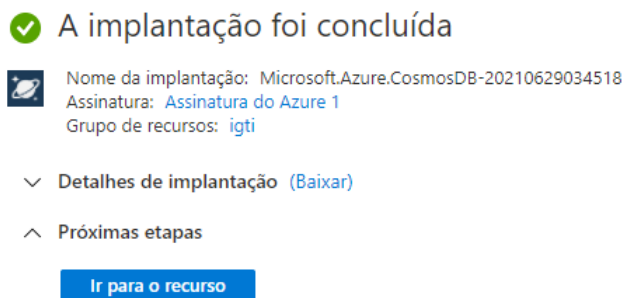 A implantação foi concluída
Nome da implantação: Microsoft.Azure.CosmosDB-20210629034518
Assinatura: Assinatura do Azure 1
Grupo de recursos: igti
Detalhes de implantação (Baixar)
Próximas etapas
Ir para o recurso